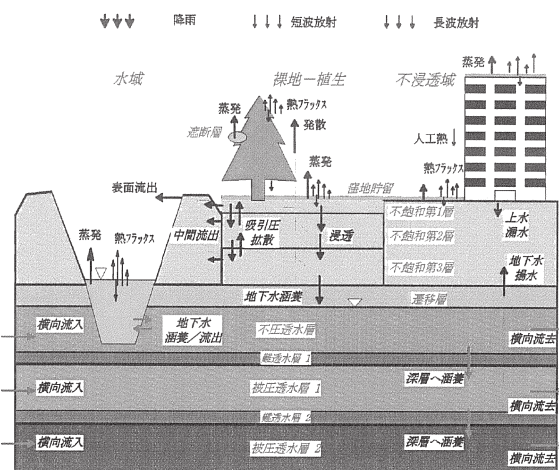 降雨
短波放射
長波放射
水域
裸地－植生
不浸透域
蒸発
蒸発
熱フラックス
発散
遮断層
人工熱
蒸発
熱フラックス
表面流出
窪地貯留
不飽和第1層
上水
漏水
吸引圧
拡散
浸透
中間流出
不飽和第2層
蒸発
熱フラックス
不飽和第3層
地下水
揚水
地下水涵養
遷移層
横向流入
地下水
涵養／流出
不圧透水層
横向流去
難透水層 1
深層へ涵養
横向流入
被圧透水層 1
横向流去
難透水層 2
横向流入
被圧透水層 2
深層へ涵養
横向流去